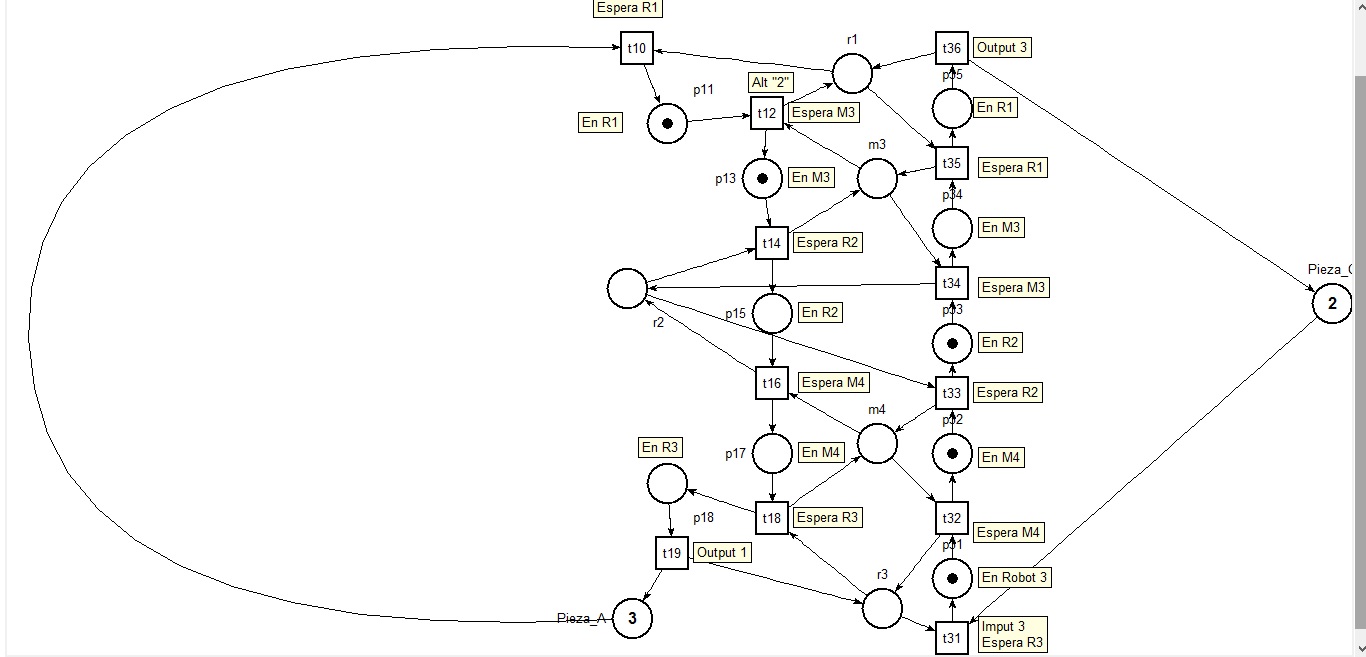 Espera R1
t10
r1
t36
Output 3
p35
p11
Alt "2"
En R1
t12
Espera M3
En R1
m3
t35
Espera R1
p13
En M3
p34
En M3
t14
Espera R2
Pieza_
t34
Espera M3
2
r2
p15
En R2
p33
En R2
t16
Espera M4
t33
Espera R2
m4
p32
En R3
p17
En M4
En M4
p18
t18
Espera R3
t32
Espera M4
p31
t19
Output 1
r3
En Robot 3
Pieza_A
3
t31
Imput 3
Espera R3